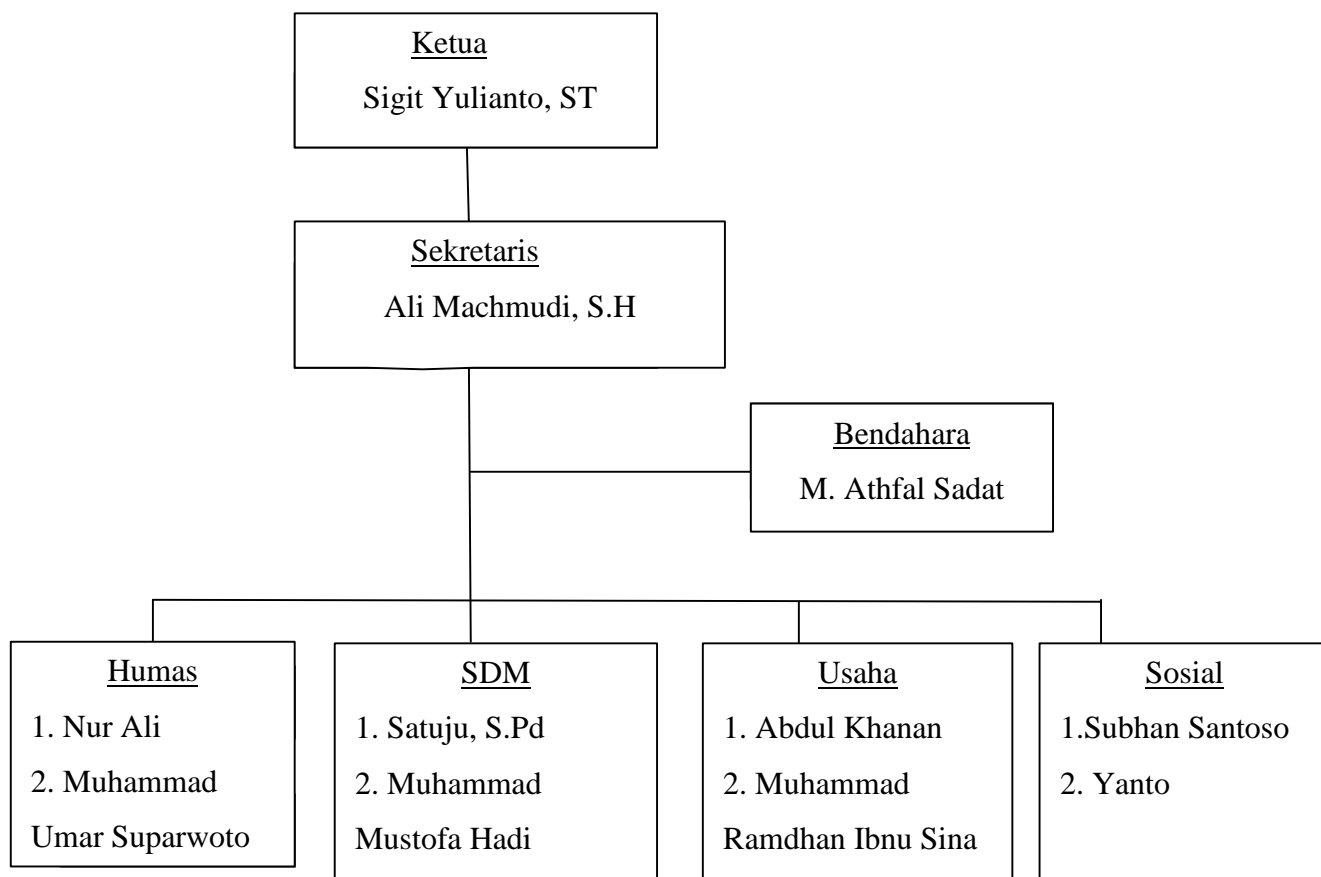 Ketua
Sigit Yulianto, ST
Sekretaris
Ali Machmudi, S.H
Bendahara
M. Athfal Sadat
Humas
1. Nur Ali
2. Muhammad
Umar Suparwoto
SDM
1. Satuju, S.Pd
2. Muhammad
Mustofa Hadi
Usaha
1. Abdul Khanan
2. Muhammad
Ramdhan Ibnu Sina
Sosial
1.Subhan Santoso
2. Yanto